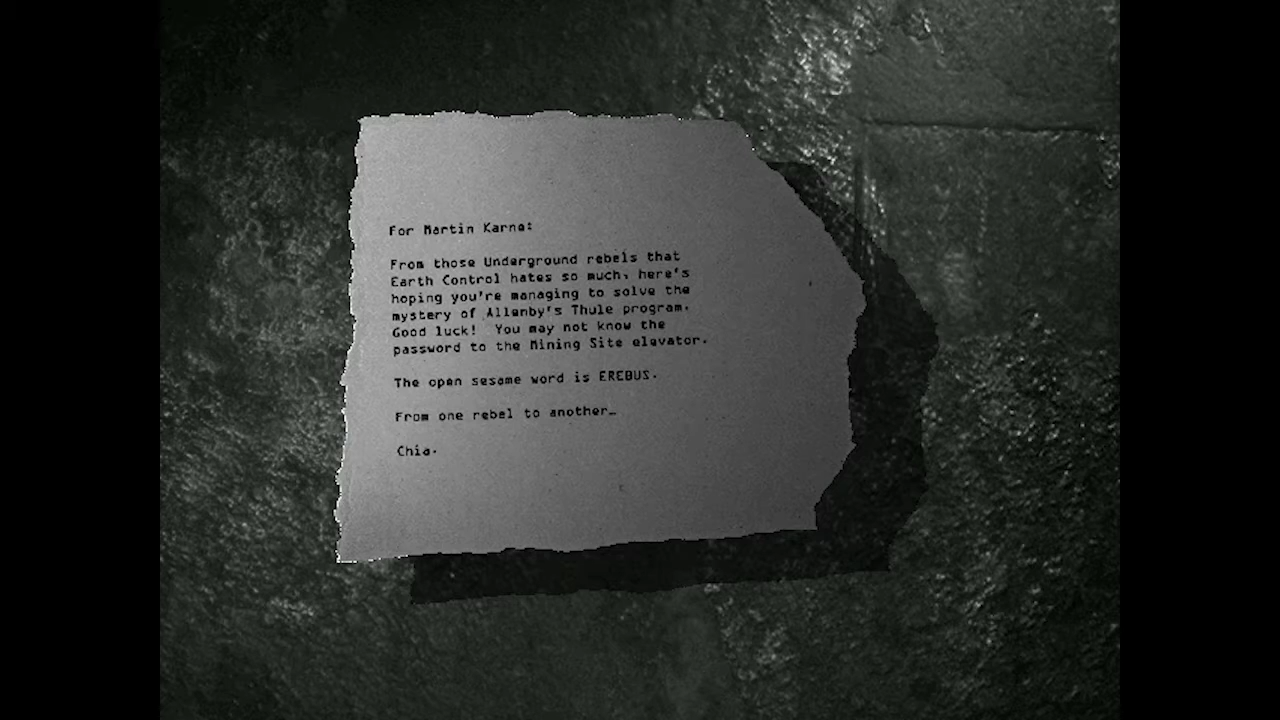 For Martin Karne:
From those Underground rebels that
Earth Control hates so much, here's
hoping you're managing to solve the
mystery of Allenby's Thule program.
Good luck!  You may not know the
password to the Mining Site elevator.
The open sesame word is EREBUS.
From one rebel to another…
Chia.